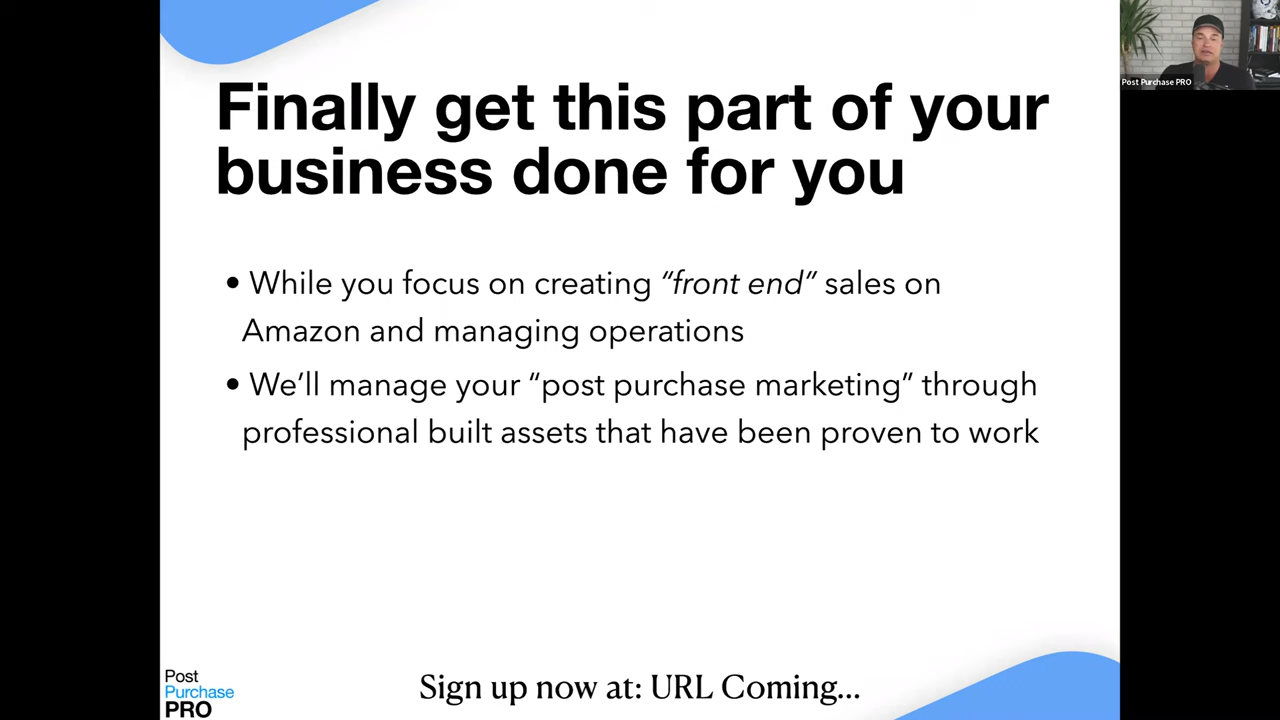 Finally get this part of your
business done for you
• While you focus on creating “front end” sales on
Amazon and managing operations
• We’ll manage your “post purchase marketing” through
professional built assets that have been proven to work
Post
Purchase
PRO
Sign up now at: URL Coming...
Post Purchase PRO